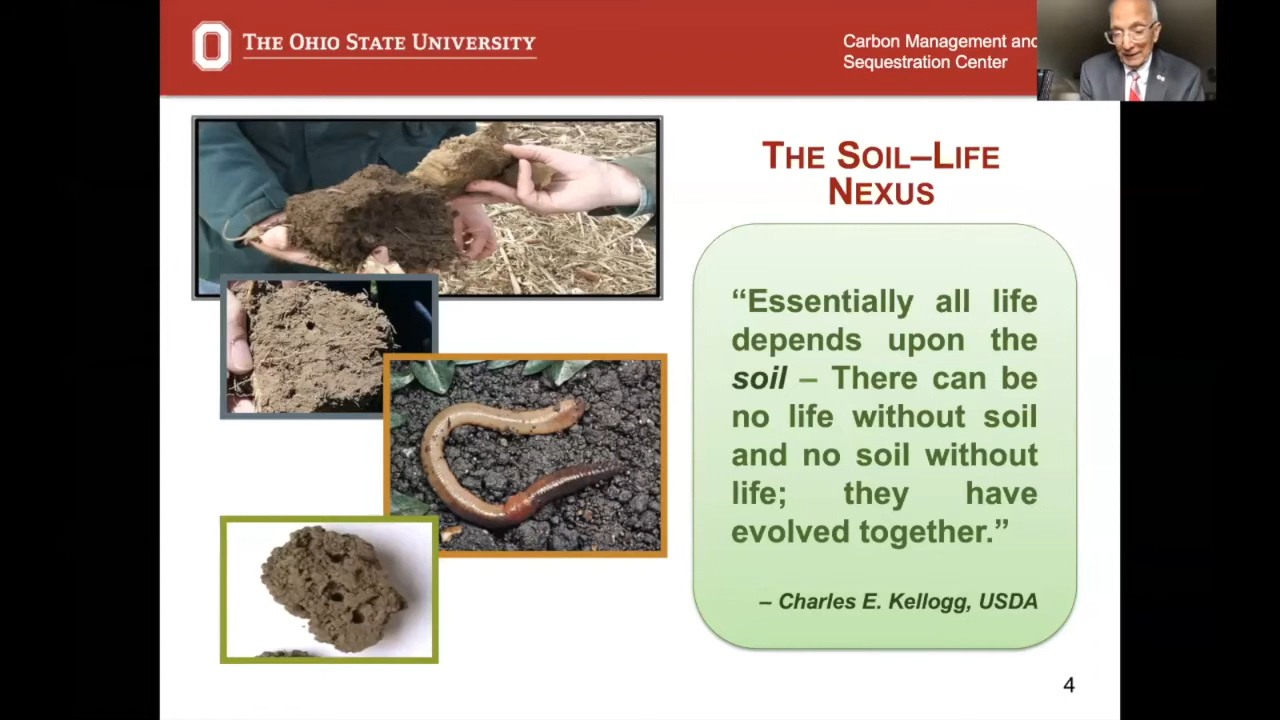 THE OHIO STATE UNIVERSITY
Carbon Management and
Sequestration Center
THE SOIL–LIFE
NEXUS
“Essentially all life
depends upon the
soil – There can be
no life without soil
and no soil without
life; they have
evolved together.”
– Charles E. Kellogg, USDA
4